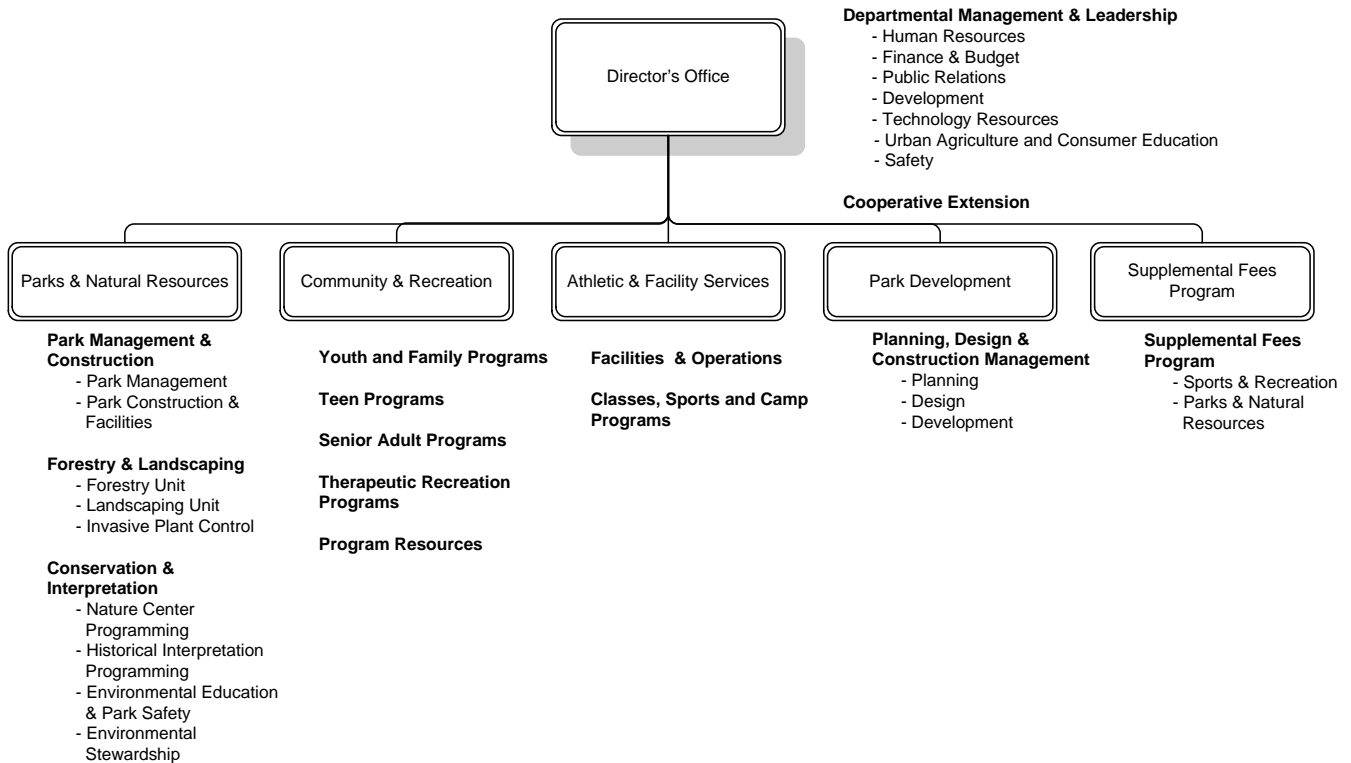 Director's Office
Departmental Management & Leadership
- Human Resources
- Finance & Budget
- Public Relations
- Development
- Technology Resources
- Urban Agriculture and Consumer Education
- Safety
Cooperative Extension
Parks & Natural Resources
Park Management &
Construction
- Park Management
- Park Construction &
Facilities
Forestry & Landscaping
- Forestry Unit
- Landscaping Unit
- Invasive Plant Control
Conservation &
Interpretation
- Nature Center
Programming
- Historical Interpretation
Programming
- Environmental Education
& Park Safety
- Environmental
Stewardship
Community & Recreation
Youth and Family Programs
Teen Programs
Senior Adult Programs
Therapeutic Recreation
Programs
Program Resources
Athletic & Facility Services
Facilities & Operations
Classes, Sports and Camp
Programs
Park Development
Planning, Design &
Construction Management
- Planning
- Design
- Development
Supplemental Fees
Program
Supplemental Fees
Program
- Sports & Recreation
- Parks & Natural
Resources